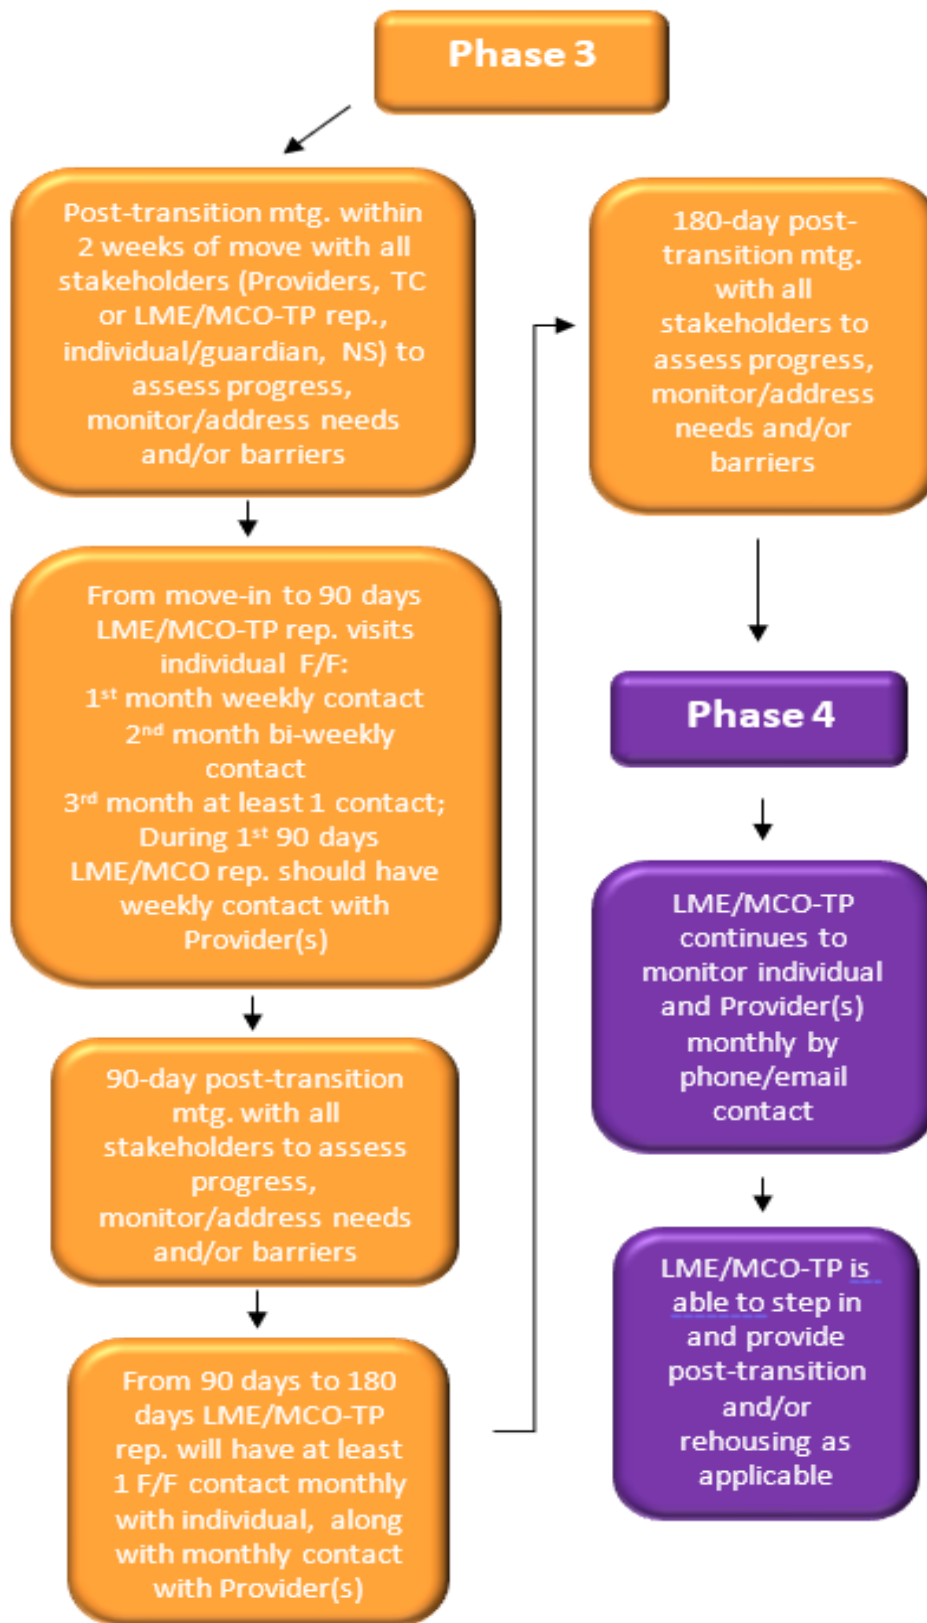 Phase 3
Post-transition mtg. within
2 weeks of move with all
stakeholders (Providers, TC
or LME/MCO-TP rep.,
individual/guardian, NS) to
assess progress,
monitor/address needs
and/or barriers
From move-in to 90 days
LME/MCO-TP rep. visits
individual F/F:
1st month weekly contact
2nd month bi-weekly
contact
3rd month at least 1 contact;
During 1st 90 days
LME/MCO rep. should have
weekly contact with
Provider(s)
90-day post-transition
mtg. with all
stakeholders to assess
progress,
monitor/address needs
and/or barriers
From 90 days to 180
days LME/MCO-TP
rep. will have at least
1 F/F contact monthly
with individual, along
with monthly contact
with Provider(s)
180-day post-
transition mtg.
with all
stakeholders to
assess progress,
monitor/address
needs and/or
barriers
Phase 4
LME/MCO-TP
continues to
monitor individual
and Provider(s)
monthly by
phone/email
contact
LME/MCO-TP is
able to step in
and provide
post-transition
and/or
rehousing as
applicable